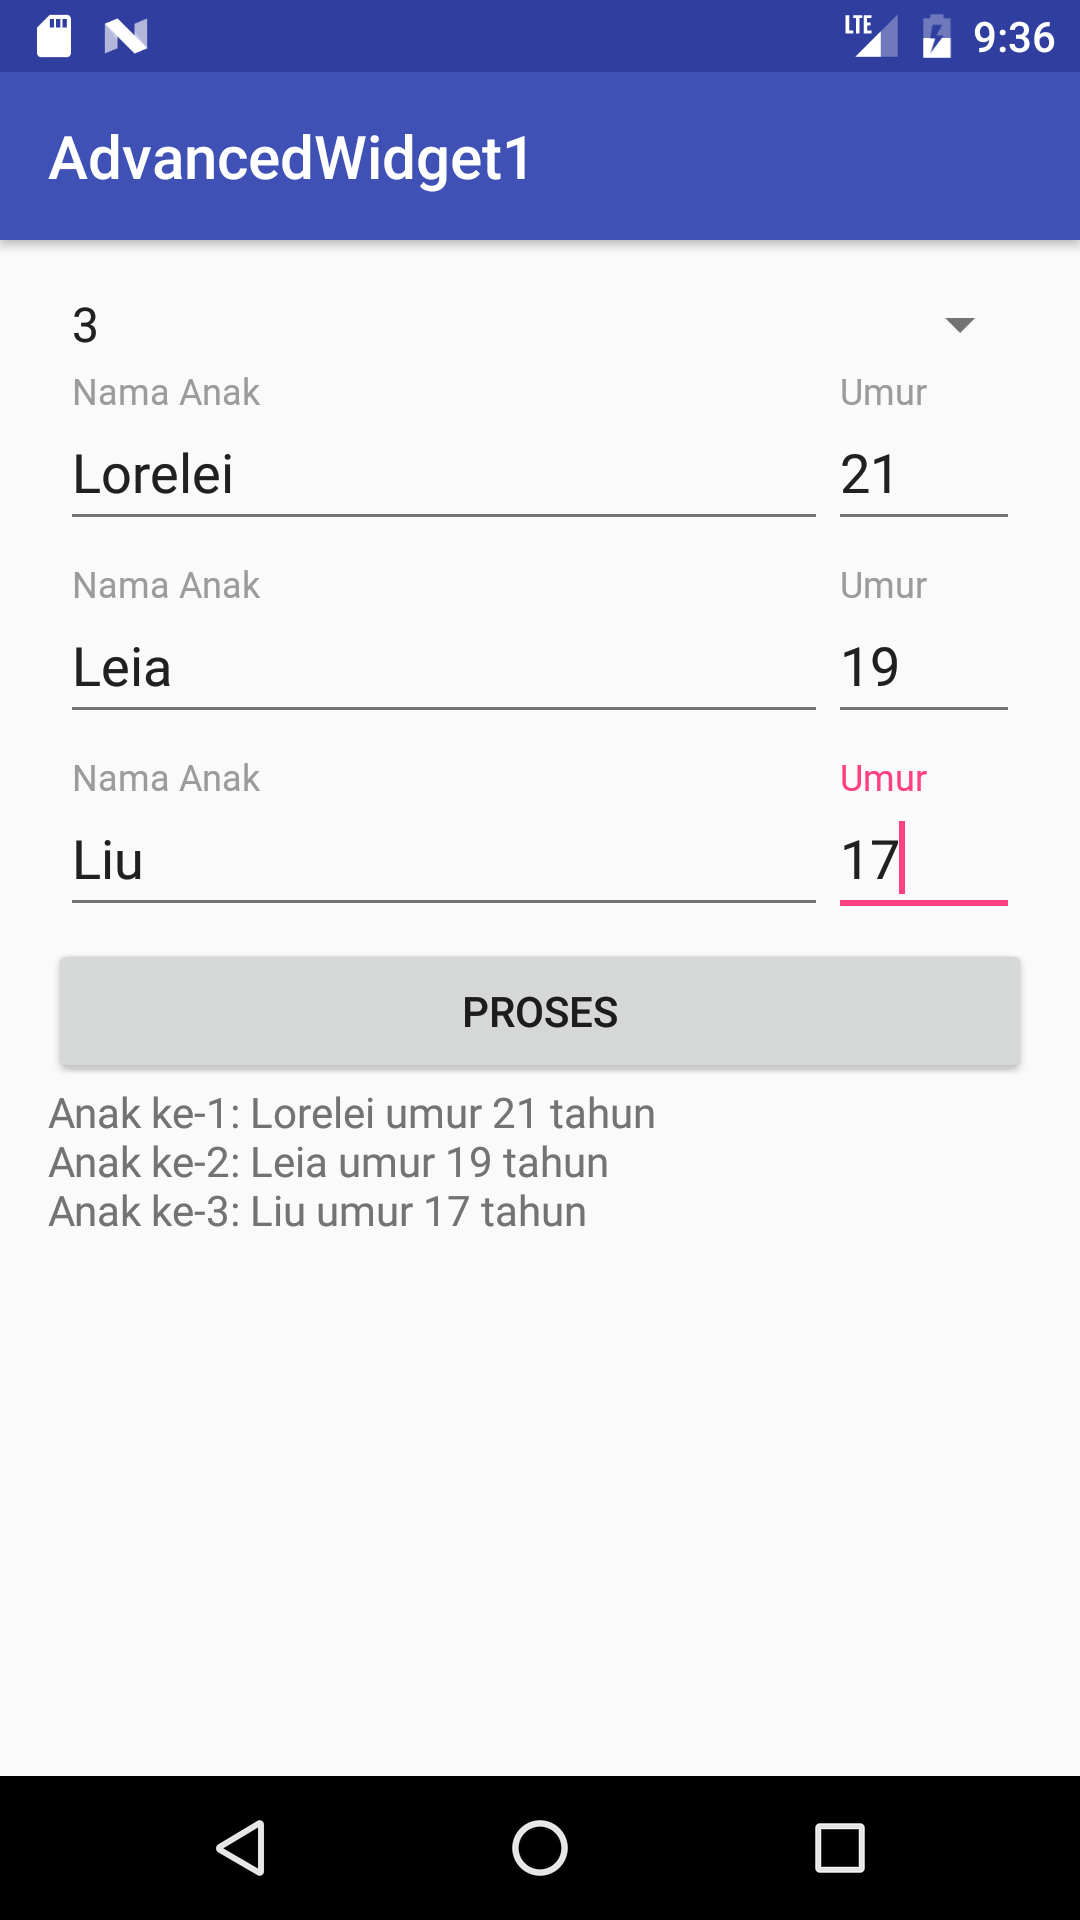 LTE 9:36
AdvancedWidget1
3
Nama Anak Umur
Lorelei 21
Nama Anak Umur
Leia 19
Nama Anak Umur
Liu 17
PROSES
Anak ke-1: Lorelei umur 21 tahun
Anak ke-2: Leia umur 19 tahun
Anak ke-3: Liu umur 17 tahun